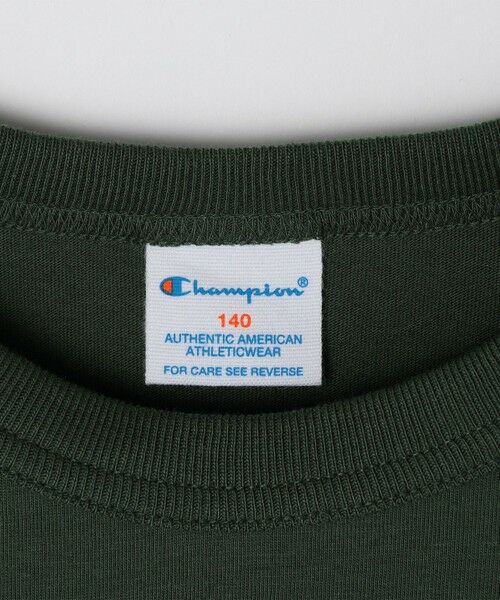 Champion®
140
AUTHENTIC AMERICAN
ATHLETICWEAR
FOR CARE SEE REVERSE